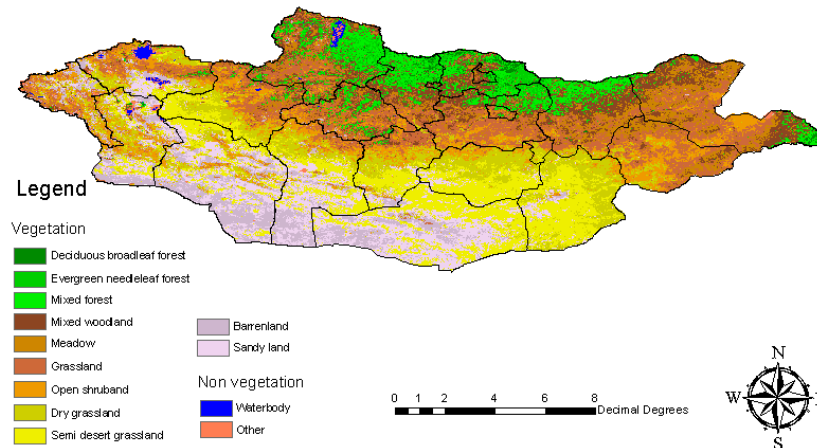 Legend
Vegetation
Deciduous broadleaf forest
Evergreen needleleaf forest
Mixed forest
Mixed woodland
Meadow
Grassland
Open shruband
Dry grassland
Semi desert grassland
Barrenland
Sandy land
Non vegetation
Waterbody
Other
0 1 2 4 6 8
Decimal Degrees
N
W
S